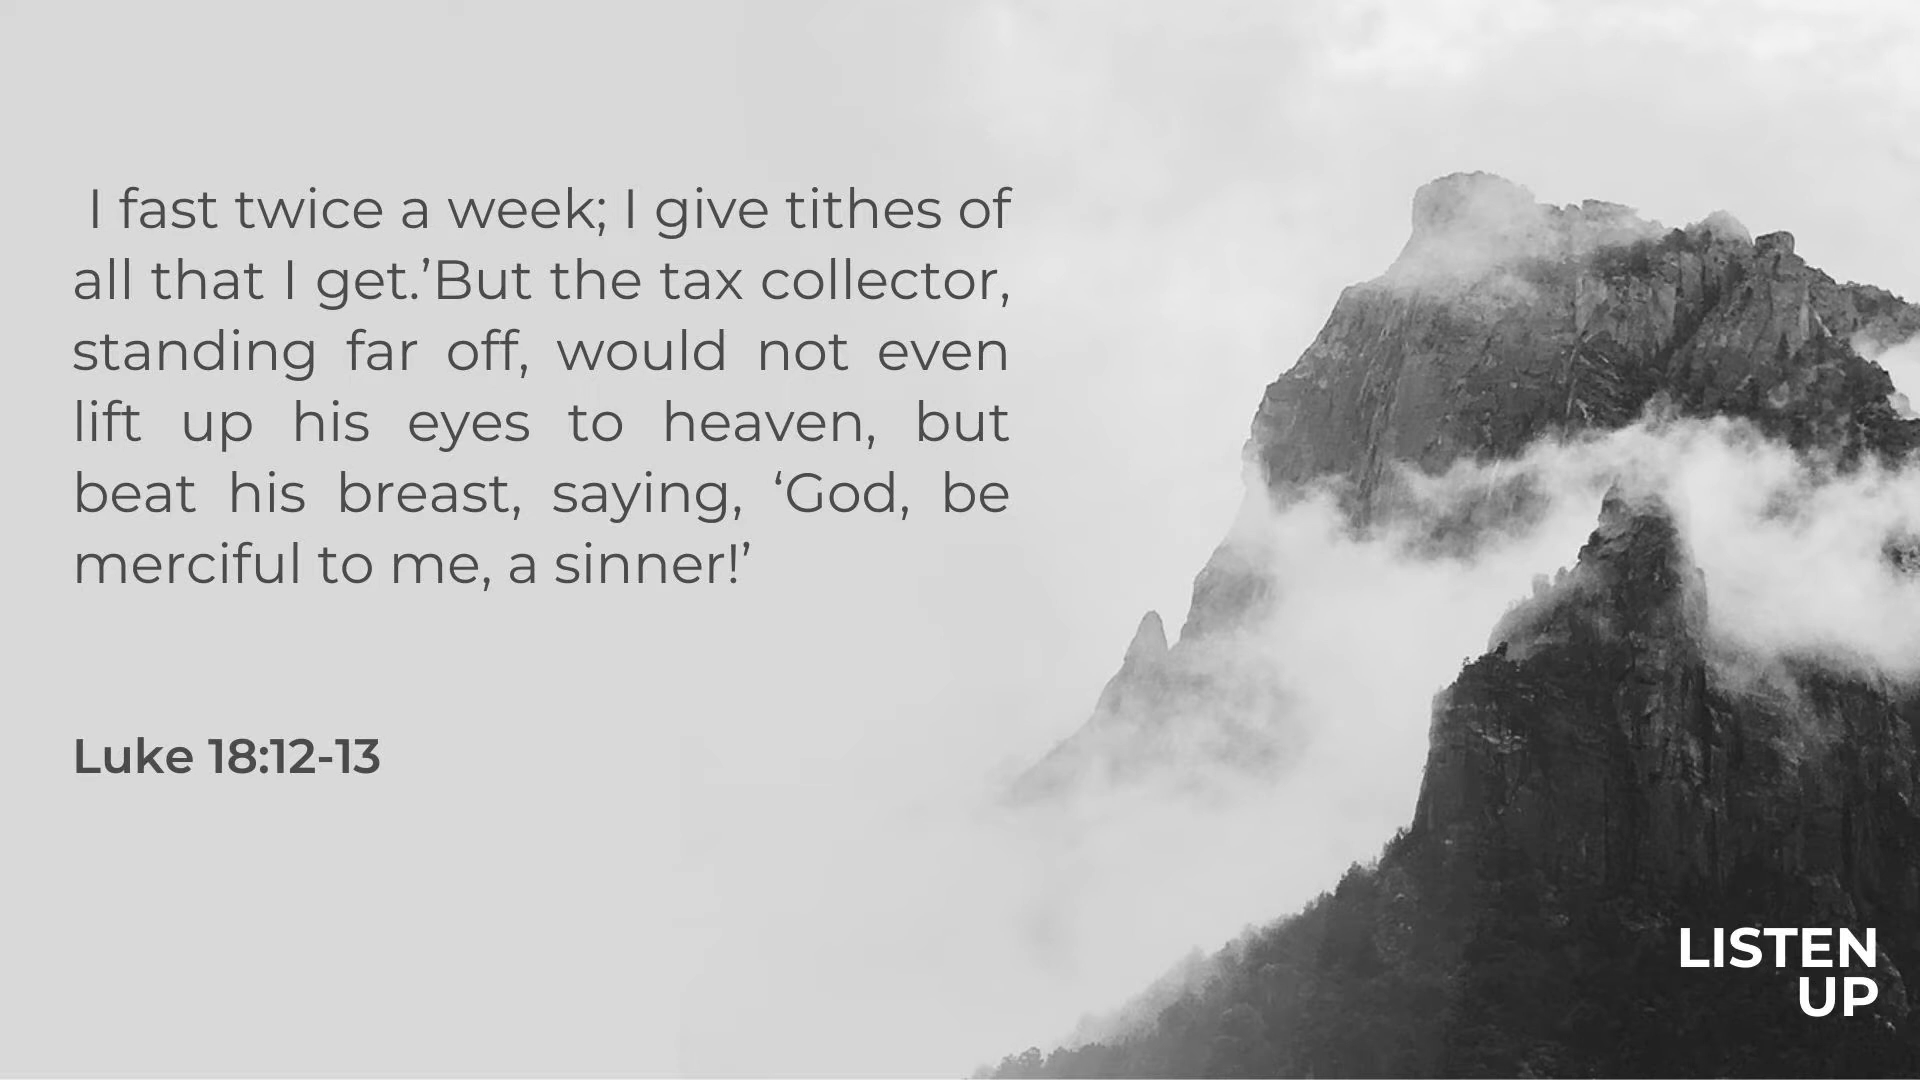 I fast twice a week; I give tithes of
all that I get.’But the tax collector,
standing far off, would not even
lift up his eyes to heaven, but
beat his breast, saying, ‘God, be
merciful to me, a sinner!’
Luke 18:12-13
LISTEN
UP